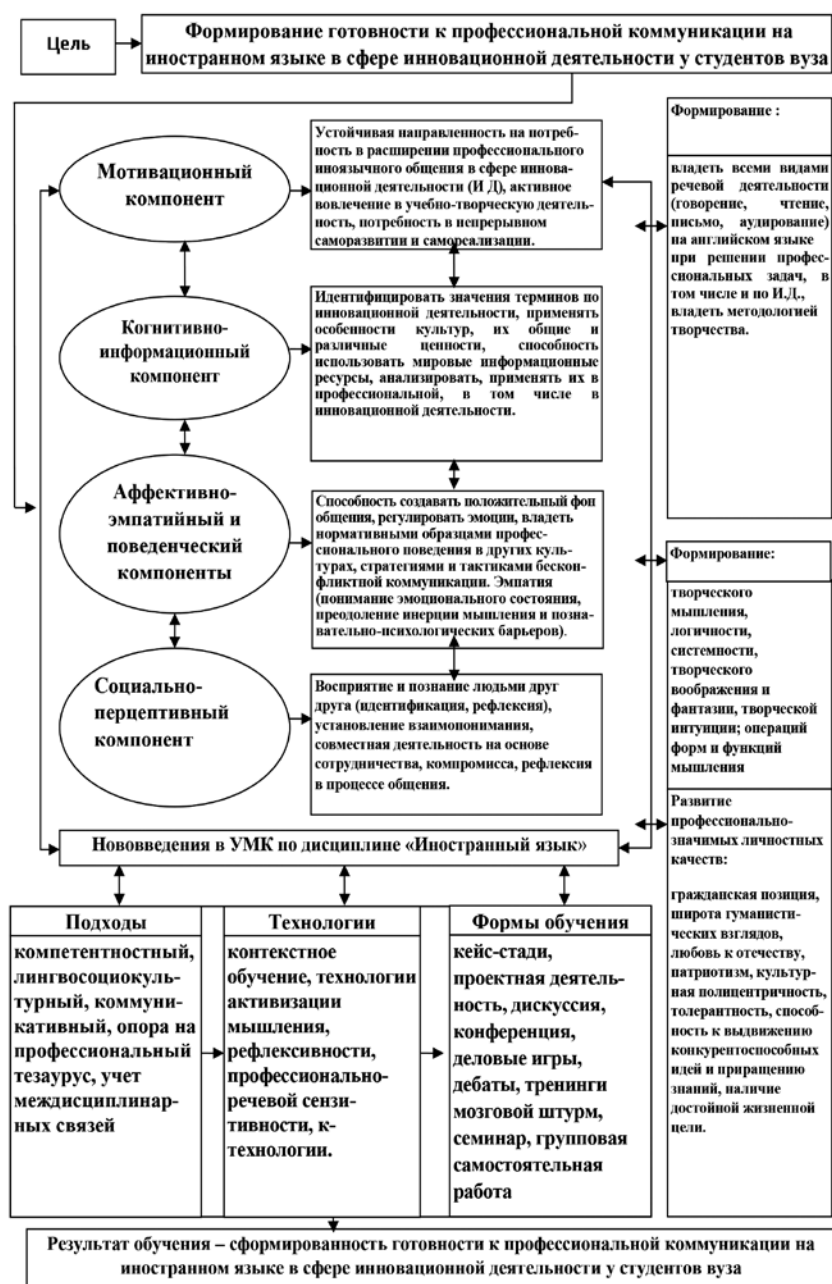 Цель
Формирование готовности к профессиональной коммуникации на
иностранном языке в сфере инновационной деятельности у студентов вуза
Мотивационный
компонент
Устойчивая направленность на потреб-
ность в расширении профессионального
иноязычного общения в сфере иннова-
ционной деятельности (И Д), активное
вовлечение в учебно-творческую деятель-
ность, потребность в непрерывном
саморазвитии и самореализации.
Когнитивно-
информационный
компонент
Идентифицировать значения терминов по
инновационной деятельности, применять
особенности культур, их общие и
различные ценности, способность
использовать мировые информационные
ресурсы, анализировать, применять их в
профессиональной, в том числе в
инновационной деятельности.
Аффективно-
эмпатийный и
поведенческий
компоненты
Способность создавать положительный фон
общения, регулировать эмоции, владеть
нормативными образцами профес-
сионального поведения в других куль-
турах, стратегиями и тактиками бескон-
фликтной коммуникации. Эмпатия
(понимание эмоционального состояния,
преодоление инерции мышления и позна-
вательно-психологических барьеров).
Социально-
перцептивный
компонент
Восприятие и познание людьми друг
друга (идентификация, рефлексия),
установление взаимопонимания,
совместная деятельность на основе
сотрудничества, компромисса, рефлексия
в процессе общения.
Формирование :
владеть всеми видами
речевой деятельности
(говорение, чтение,
письмо, аудирование)
на английском языке
при решении профес-
сиональных задач, в
том числе и по И.Д.,
владеть методологией
творчества.
Формирование:
творческого
мышления,
логичности,
системности,
творческого
воображения и
фантазии, творческой
интуиции; операций
форм и функций
мышления
Развитие
профессионально-
значимых личностных
качеств:
гражданская позиция,
широта гуманисти-
ческих взглядов,
любовь к отечеству,
патриотизм, культур-
ная полицентричность,
толерантность, способ-
ность к выдвижению
конкурентоспособных
идей и приращению
знаний, наличие
достойной жизненной
цели.
Нововведения в УМК по дисциплине «Иностранный язык»
Подходы
компетентностный,
лингвосоциокуль-
турный, коммуни-
кативный, опора на
профессиональный
тезаурус, учет
междисциплинар-
ных связей
Технологии
контекстное
обучение, технологии
активизации
мышления,
рефлексивности,
профессионально-
речевой сензи-
тивности, к-
технологии.
Формы обучения
кейс-стади,
проектная деятель-
ность, дискуссия,
конференция,
деловые игры,
дебаты, тренинги
мозговой штурм,
семинар, групповая
самостоятельная
работа
Результат обучения – сформированность готовности к профессиональной коммуникации на
иностранном языке в сфере инновационной деятельности у студентов вуза